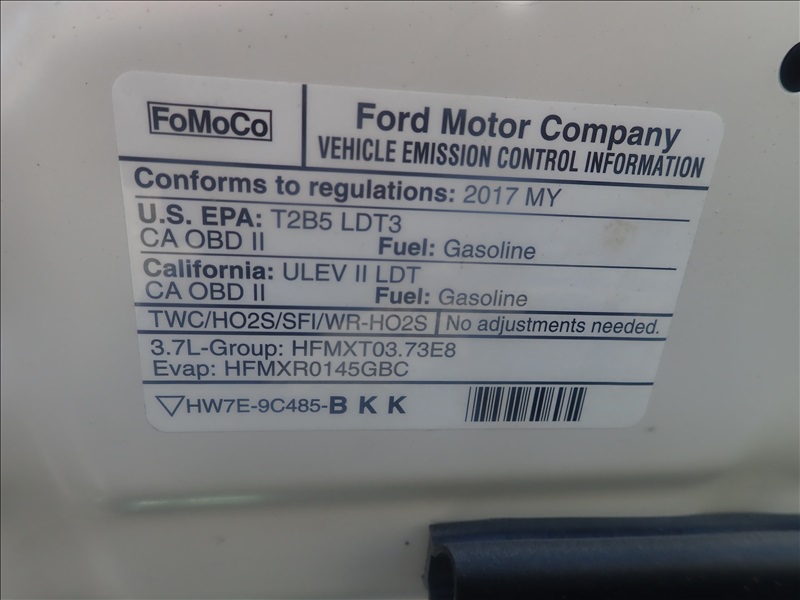 FoMoCo
Ford Motor Company
VEHICLE EMISSION CONTROL INFORMATION
Conforms to regulations: 2017 MY
U.S. EPA: T2B5 LDT3
CA OBD II Fuel: Gasoline
California: ULEV II LDT
CA OBD II Fuel: Gasoline
TWC/HO2S/SFI/WR-HO2S No adjustments needed.
3.7L-Group: HFMXT03.73E8
Evap: HFMXR0145GBC
HW7E-9C485-BKK